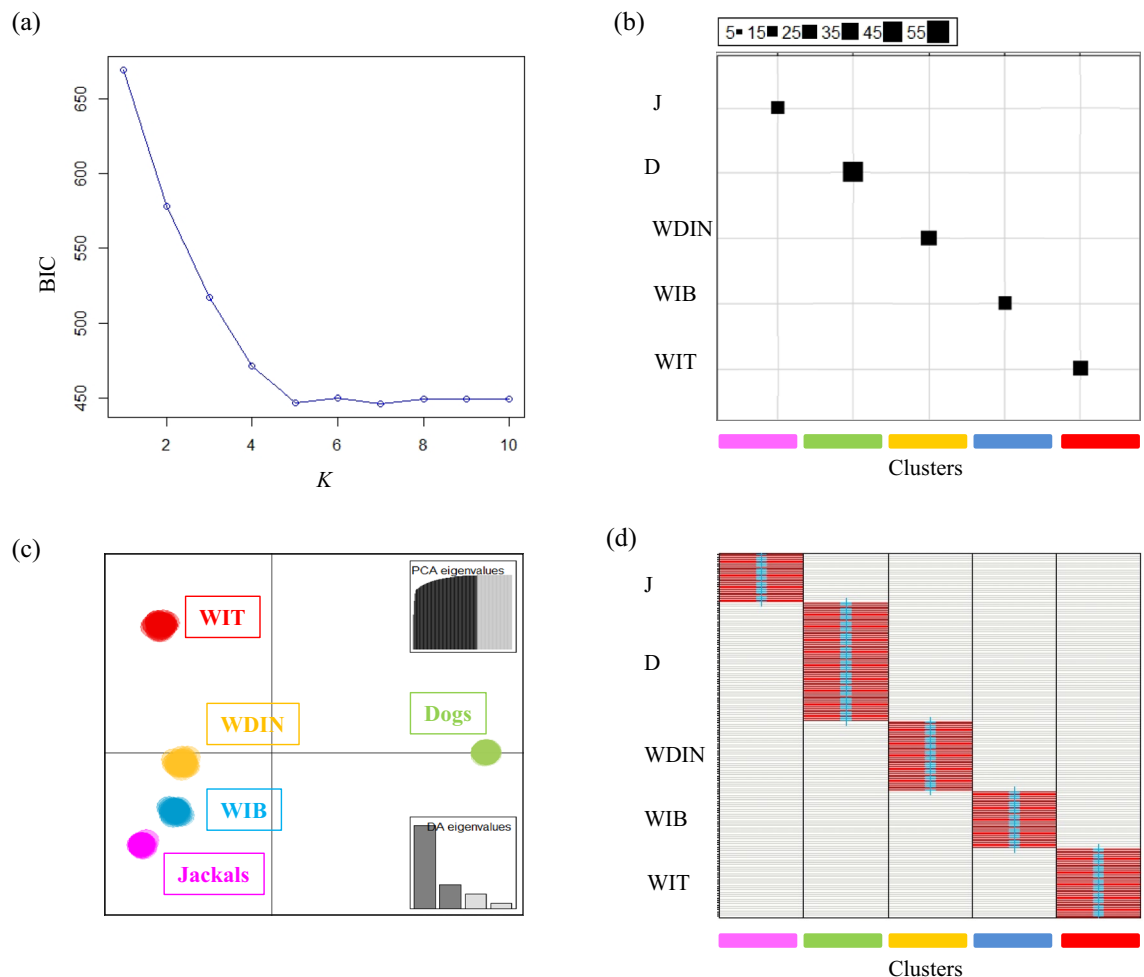 (a)
650
600
550
500
450
BIC
2 4 6 8 10
K
(b)
5 15 25 35 45 55
J
D
WDIN
WIB
WIT
Clusters
(c)
PCA eigenvalues
WIT
WDIN
Dogs
WIB
Jackals
DA eigenvalues
(d)
J
D
WDIN
WIB
WIT
Clusters